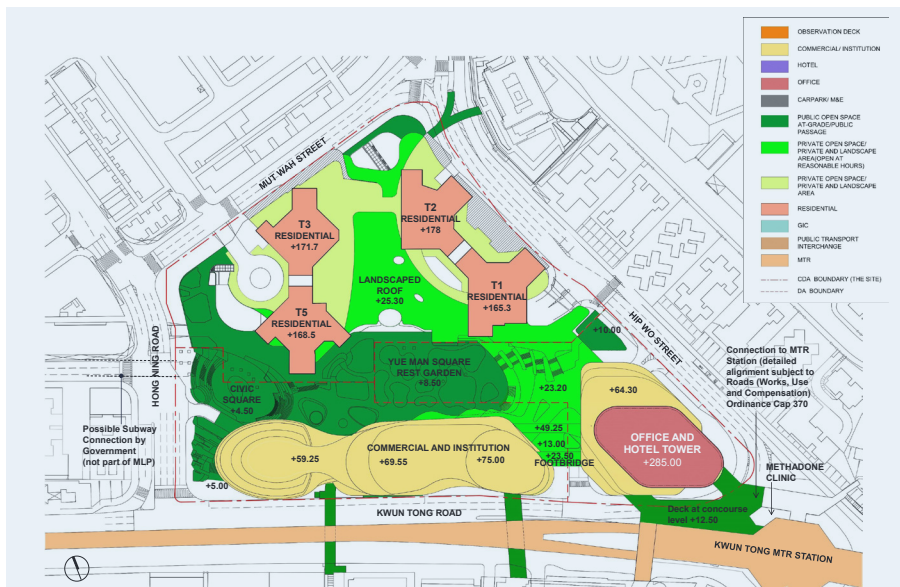 OBSERVATION DECK
COMMERCIAL/ INSTITUTION
HOTEL
OFFICE
CARPARK/ M&E
PUBLIC OPEN SPACE
AT-GRADE/PUBLIC
PASSAGE
PRIVATE OPEN SPACE/
PRIVATE AND LANDSCAPE
AREA(OPEN AT
REASONABLE HOURS)
PRIVATE OPEN SPACE/
PRIVATE AND LANDSCAPE
AREA
RESIDENTIAL
GIC
PUBLIC TRANSPORT
INTERCHANGE
MTR
CDA BOUNDARY (THE SITE)
DA BOUNDARY
MUT WAH STREET
T2
RESIDENTIAL
+178
T3
RESIDENTIAL
+171.7
LANDSCAPED
ROOF
+25.30
T1
RESIDENTIAL
+165.3
T5
RESIDENTIAL
+168.5
+10.00
HIP WO STREET
HONG NING ROAD
YUE MAN SQUARE
REST GARDEN
+8.50
CIVIC
SQUARE
+4.50
+23.20
+64.30
Connection to MTR
Station (detailed
alignment subject to
Roads (Works, Use
and Compensation)
Ordinance Cap 370
Possible Subway
Connection by
Government
(not part of MLP)
+49.25
+13.00
+23.50
FOOTBRIDGE
COMMERCIAL AND INSTITUTION
+59.25
+69.55
+75.00
OFFICE AND
HOTEL TOWER
+285.00
METHADONE
CLINIC
+5.00
KWUN TONG ROAD
Deck at concourse
level +12.50
KWUN TONG MTR STATION